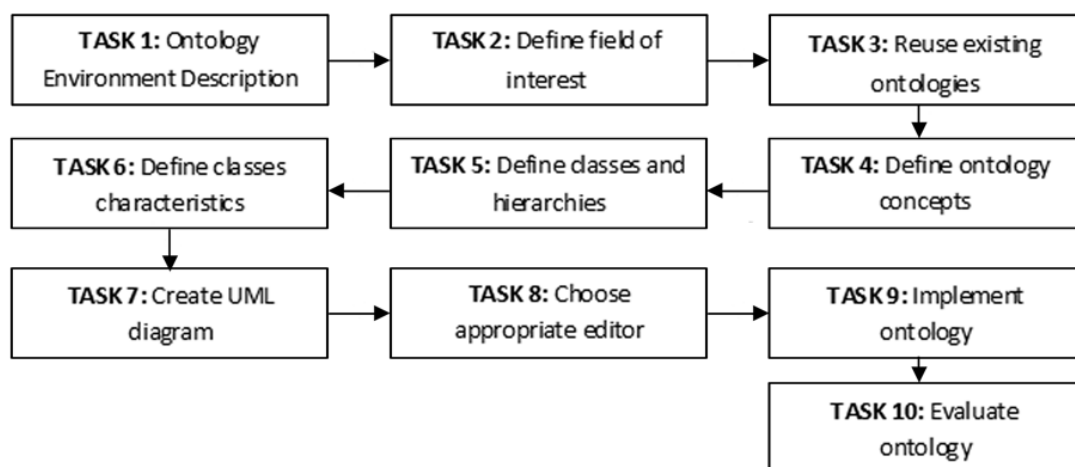 TASK 1: Ontology
Environment Description
TASK 2: Define field of
interest
TASK 3: Reuse existing
ontologies
TASK 4: Define ontology
concepts
TASK 5: Define classes and
hierarchies
TASK 6: Define classes
characteristics
TASK 7: Create UML
diagram
TASK 8: Choose
appropriate editor
TASK 9: Implement
ontology
TASK 10: Evaluate
ontology